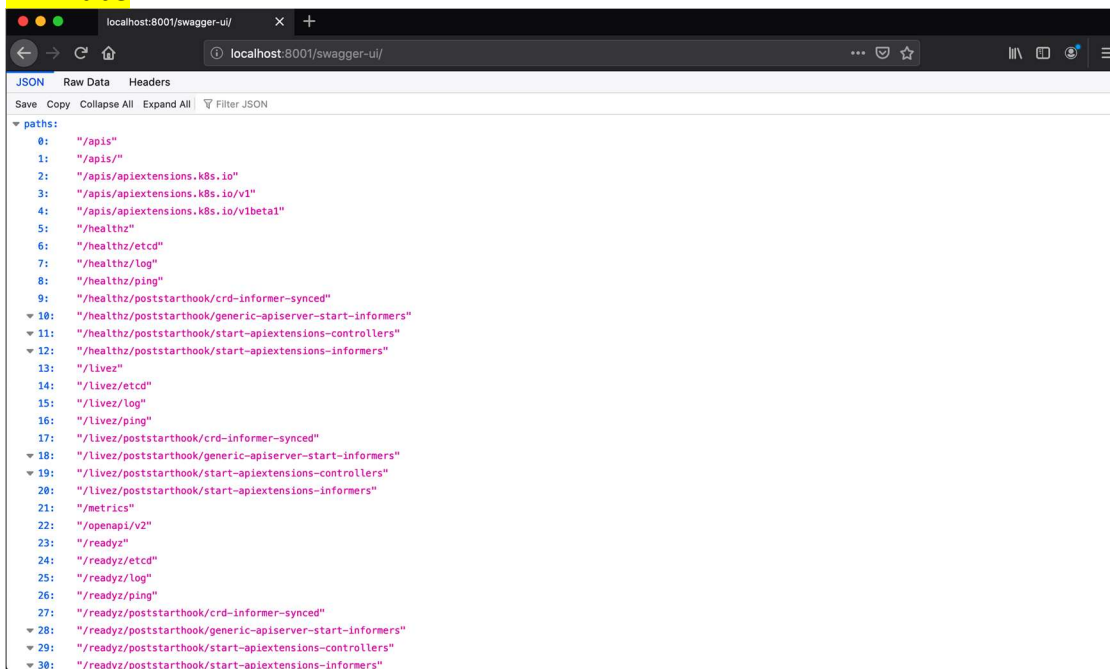 localhost:8001/swagger-ui/
localhost:8001/swagger-ui/
JSON Raw Data Headers
Save Copy Collapse All Expand All Filter JSON
paths:
0: "/apis"
1: "/apis/"
2: "/apis/apiextensions.k8s.io"
3: "/apis/apiextensions.k8s.io/v1"
4: "/apis/apiextensions.k8s.io/v1beta1"
5: "/healthz"
6: "/healthz/etcd"
7: "/healthz/log"
8: "/healthz/ping"
9: "/healthz/poststarthook/crd-informer-synced"
10: "/healthz/poststarthook/generic-apiserver-start-informers"
11: "/healthz/poststarthook/start-apiextensions-controllers"
12: "/healthz/poststarthook/start-apiextensions-informers"
13: "/livez"
14: "/livez/etcd"
15: "/livez/log"
16: "/livez/ping"
17: "/livez/poststarthook/crd-informer-synced"
18: "/livez/poststarthook/generic-apiserver-start-informers"
19: "/livez/poststarthook/start-apiextensions-controllers"
20: "/livez/poststarthook/start-apiextensions-informers"
21: "/metrics"
22: "/openapi/v2"
23: "/readyz"
24: "/readyz/etcd"
25: "/readyz/log"
26: "/readyz/ping"
27: "/readyz/poststarthook/crd-informer-synced"
28: "/readyz/poststarthook/generic-apiserver-start-informers"
29: "/readyz/poststarthook/start-apiextensions-controllers"
30: "/readyz/poststarthook/start-apiextensions-informers"